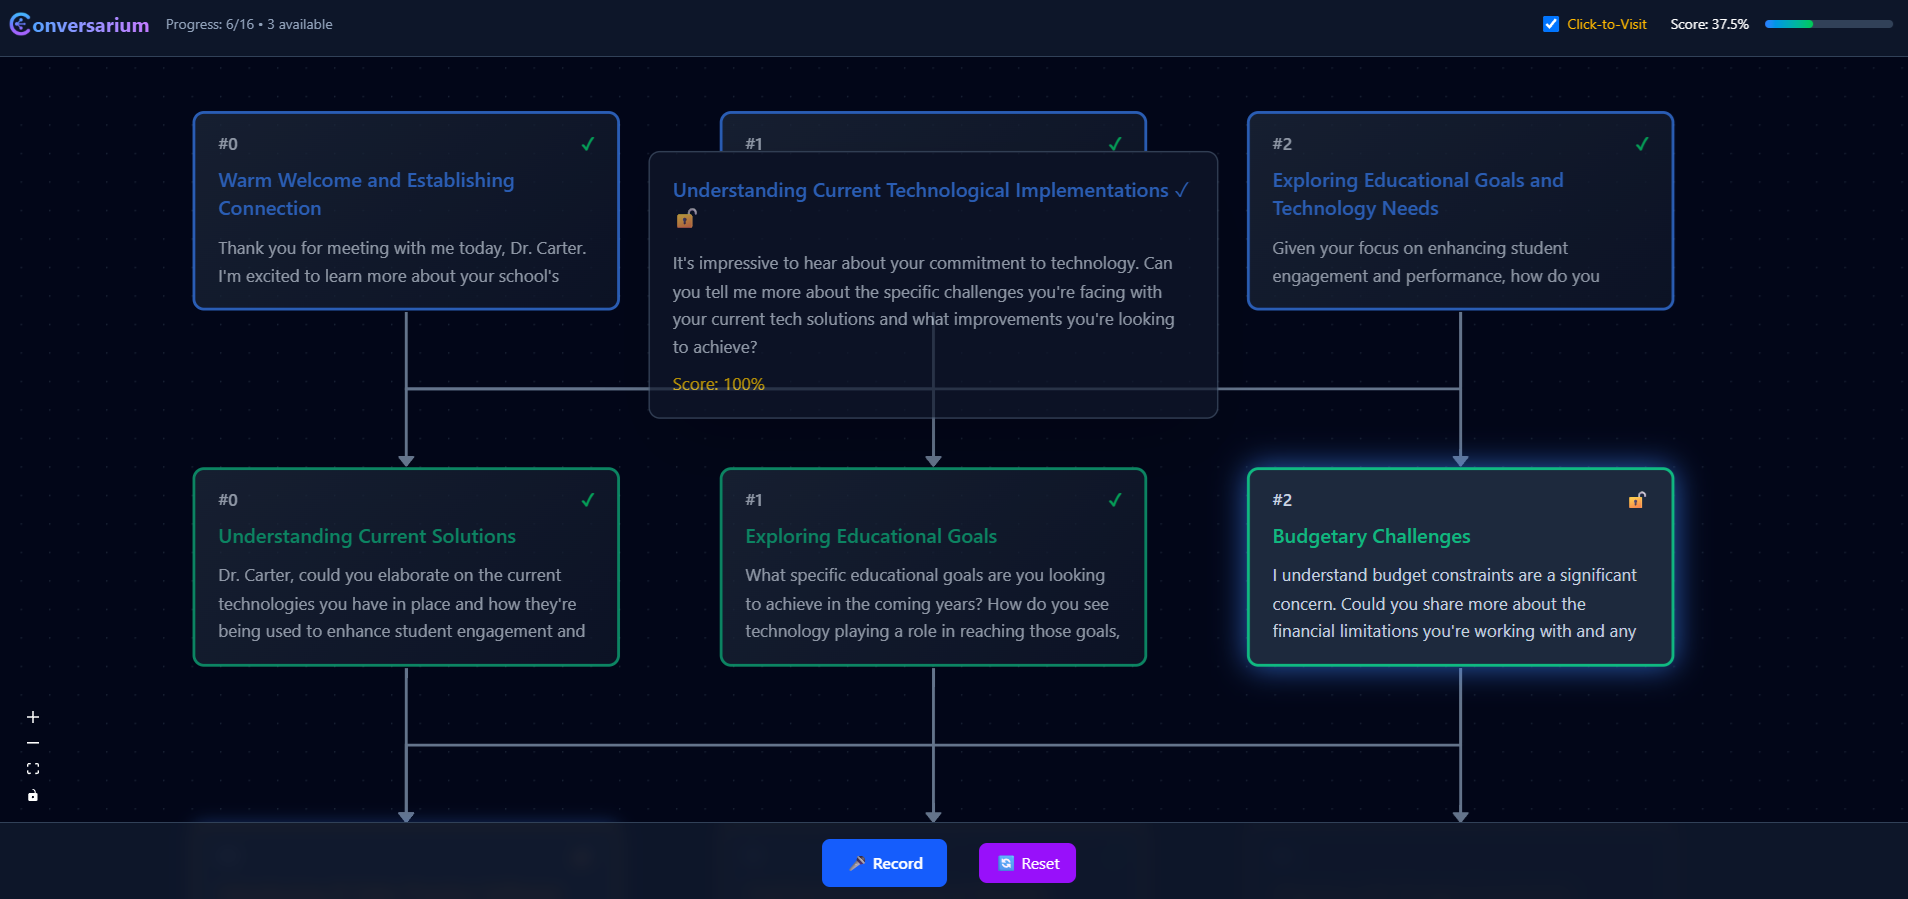 Conversarium
Progress: 6/16 • 3 available
Click-to-Visit
Score: 37.5%
#0
Warm Welcome and Establishing
Connection
Thank you for meeting with me today, Dr. Carter.
I'm excited to learn more about your school's
#1
Understanding Current Technological Implementations ✓
It's impressive to hear about your commitment to technology. Can
you tell me more about the specific challenges you're facing with
your current tech solutions and what improvements you're looking
to achieve?
Score: 100%
#2
Exploring Educational Goals and
Technology Needs
Given your focus on enhancing student
engagement and performance, how do you
#0
Understanding Current Solutions
Dr. Carter, could you elaborate on the current
technologies you have in place and how they're
being used to enhance student engagement and
#1
Exploring Educational Goals
What specific educational goals are you looking
to achieve in the coming years? How do you see
technology playing a role in reaching those goals,
#2
Budgetary Challenges
I understand budget constraints are a significant
concern. Could you share more about the
financial limitations you're working with and any
Record
Reset